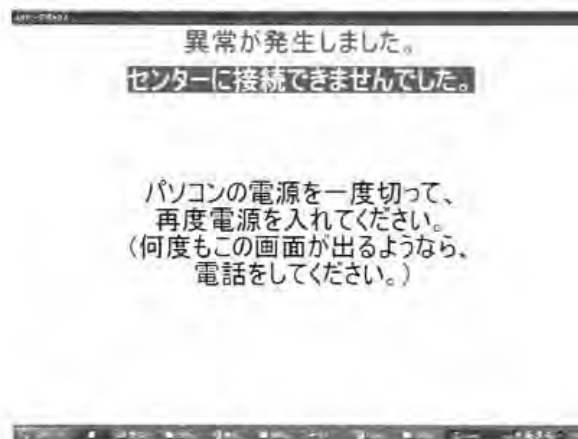 異常が発生しました。
センターに接続できませんでした。
パソコンの電源を一度切って、
再度電源を入れてください。
(何度もこの画面が出るようなら、
電話をしてください。)